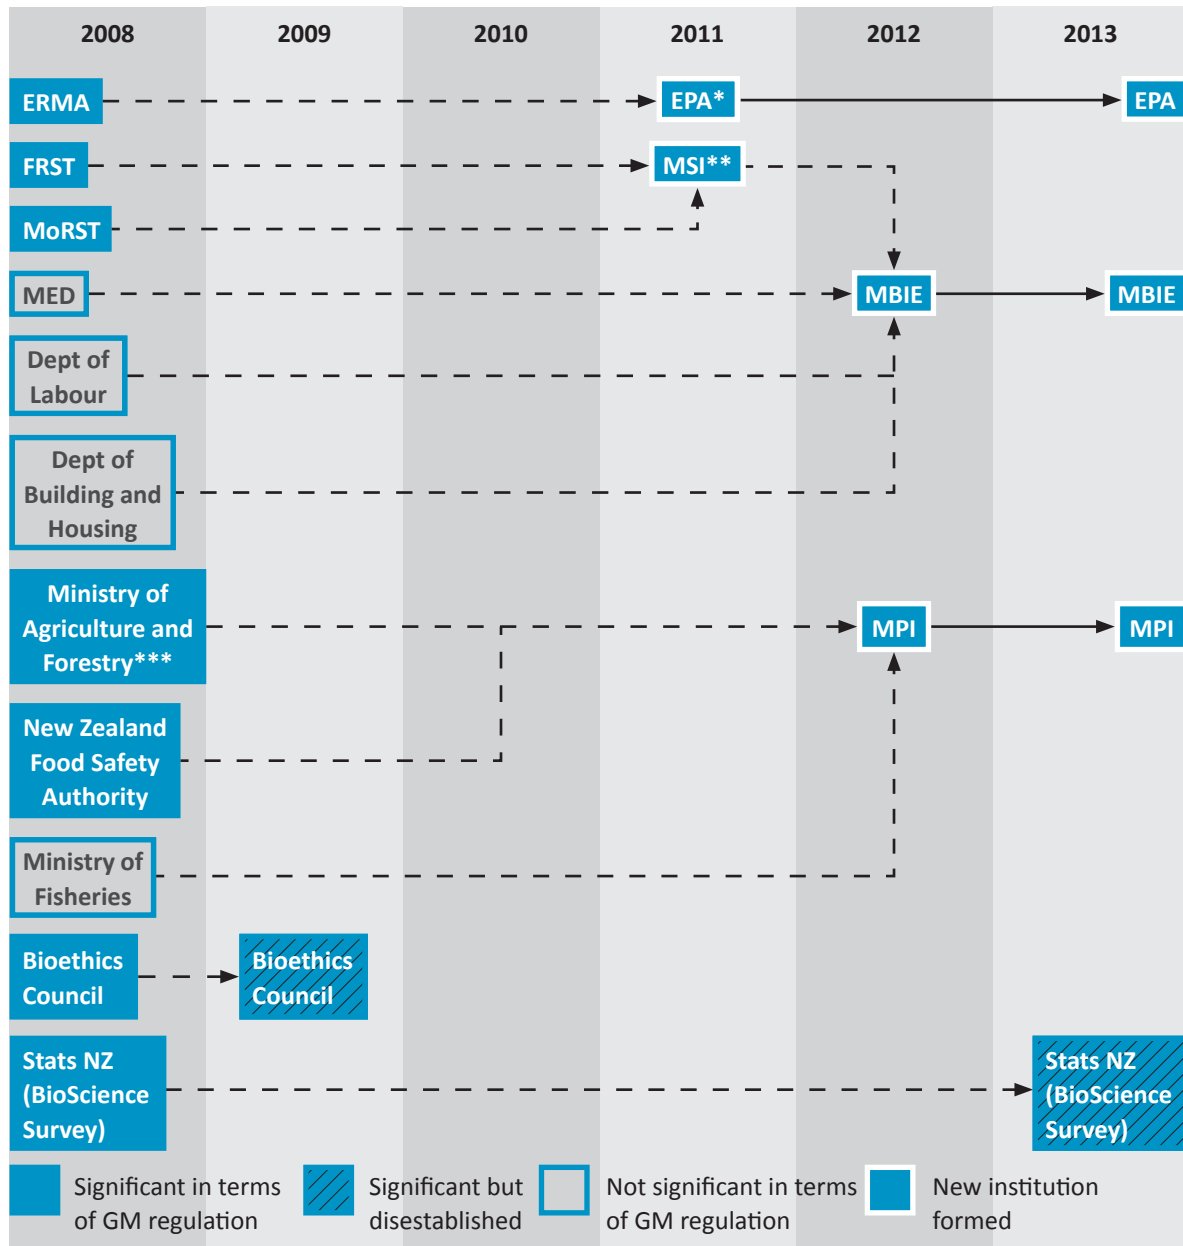 2008 2009 2010 2011 2012 2013
ERMA EPA* EPA
FRST MSI**
MoRST
MED MBIE MBIE
Dept of
Labour
Dept of
Building and
Housing
Ministry of
Agriculture and
Forestry***
MPI MPI
New Zealand
Food Safety
Authority
Ministry of
Fisheries
Bioethics
Council
Bioethics
Council
Stats NZ
(BioScience
Survey)
Stats NZ
(BioScience
Survey)
Significant in terms
of GM regulation
Significant but
disestablished
Not significant in terms
of GM regulation
New institution
formed